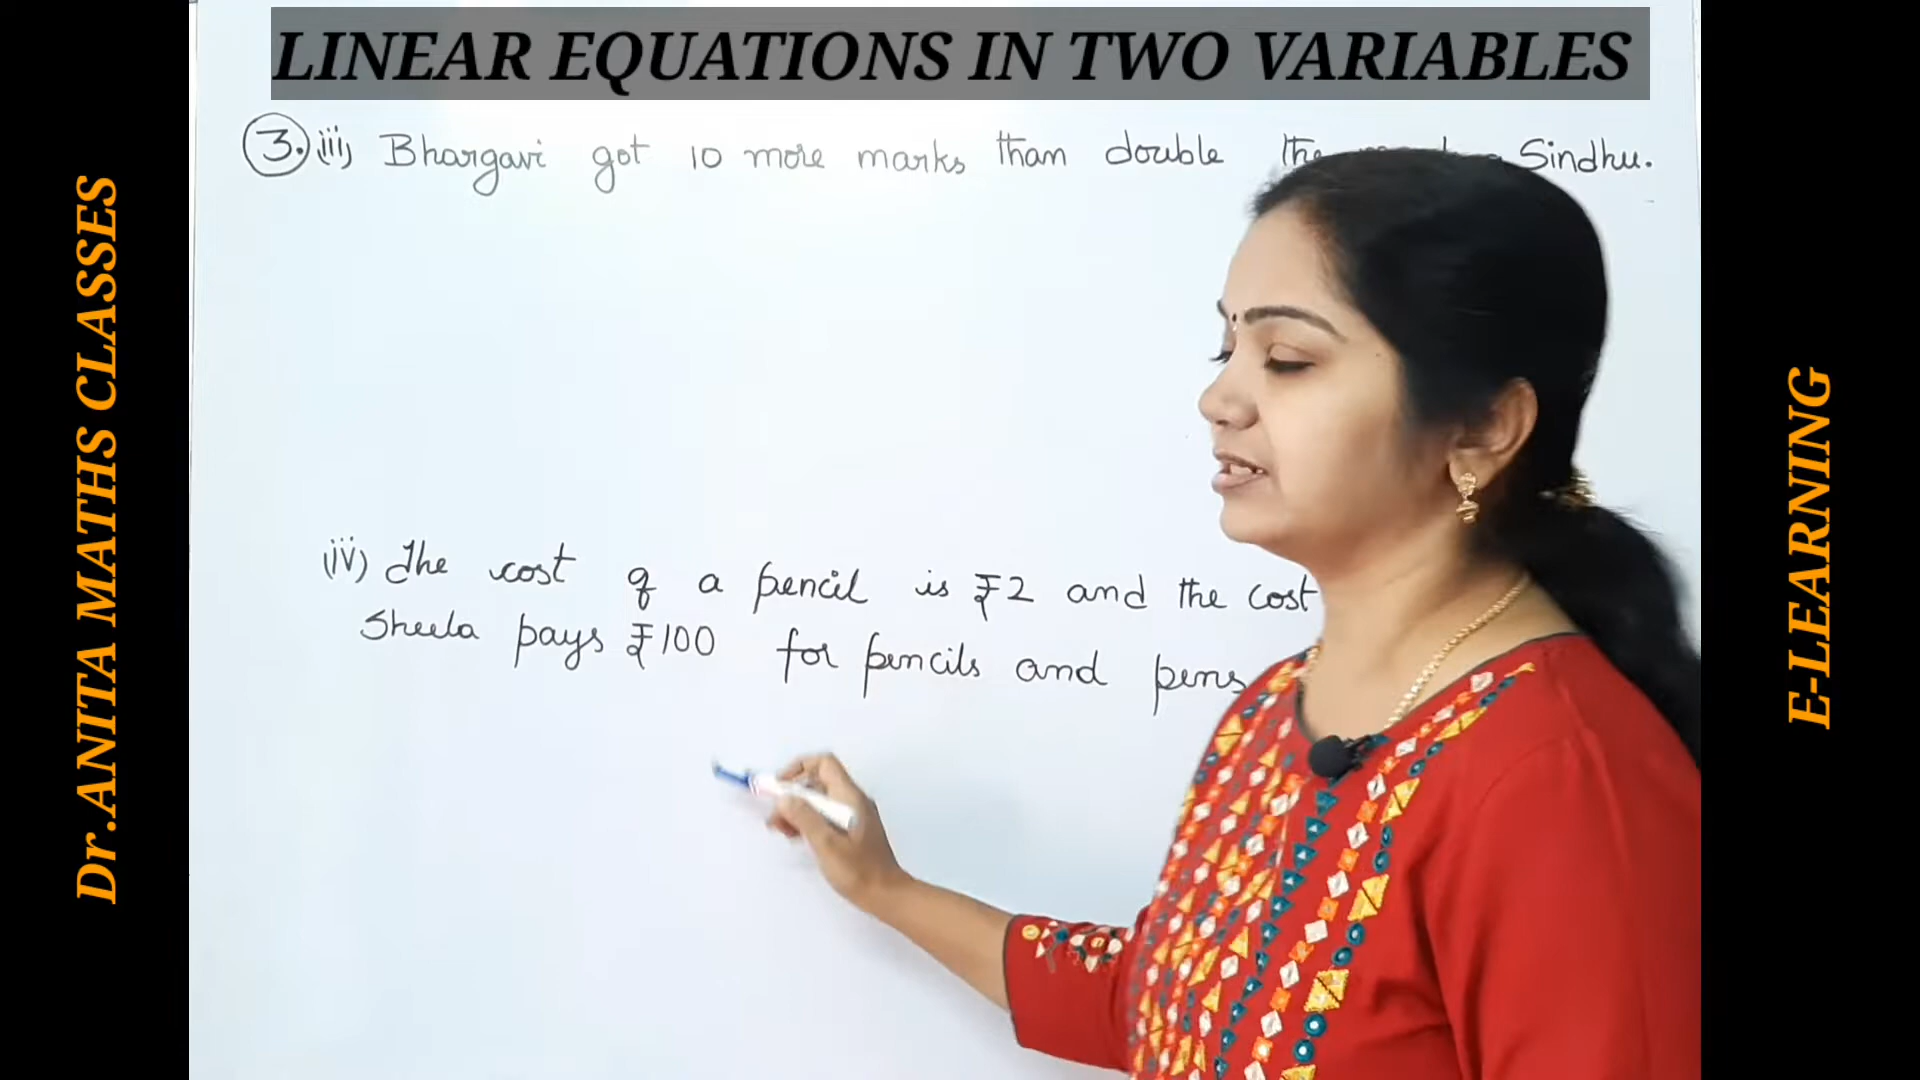 LINEAR EQUATIONS IN TWO VARIABLES
3. iii) Bhargavi got 10 more marks than double the Sindhu.
(iv) The cost of a pencil is ₹2 and the cost
Sheela pays ₹100 for pencils and pens
Dr.ANITA MATHS CLASSES
E-LEARNING